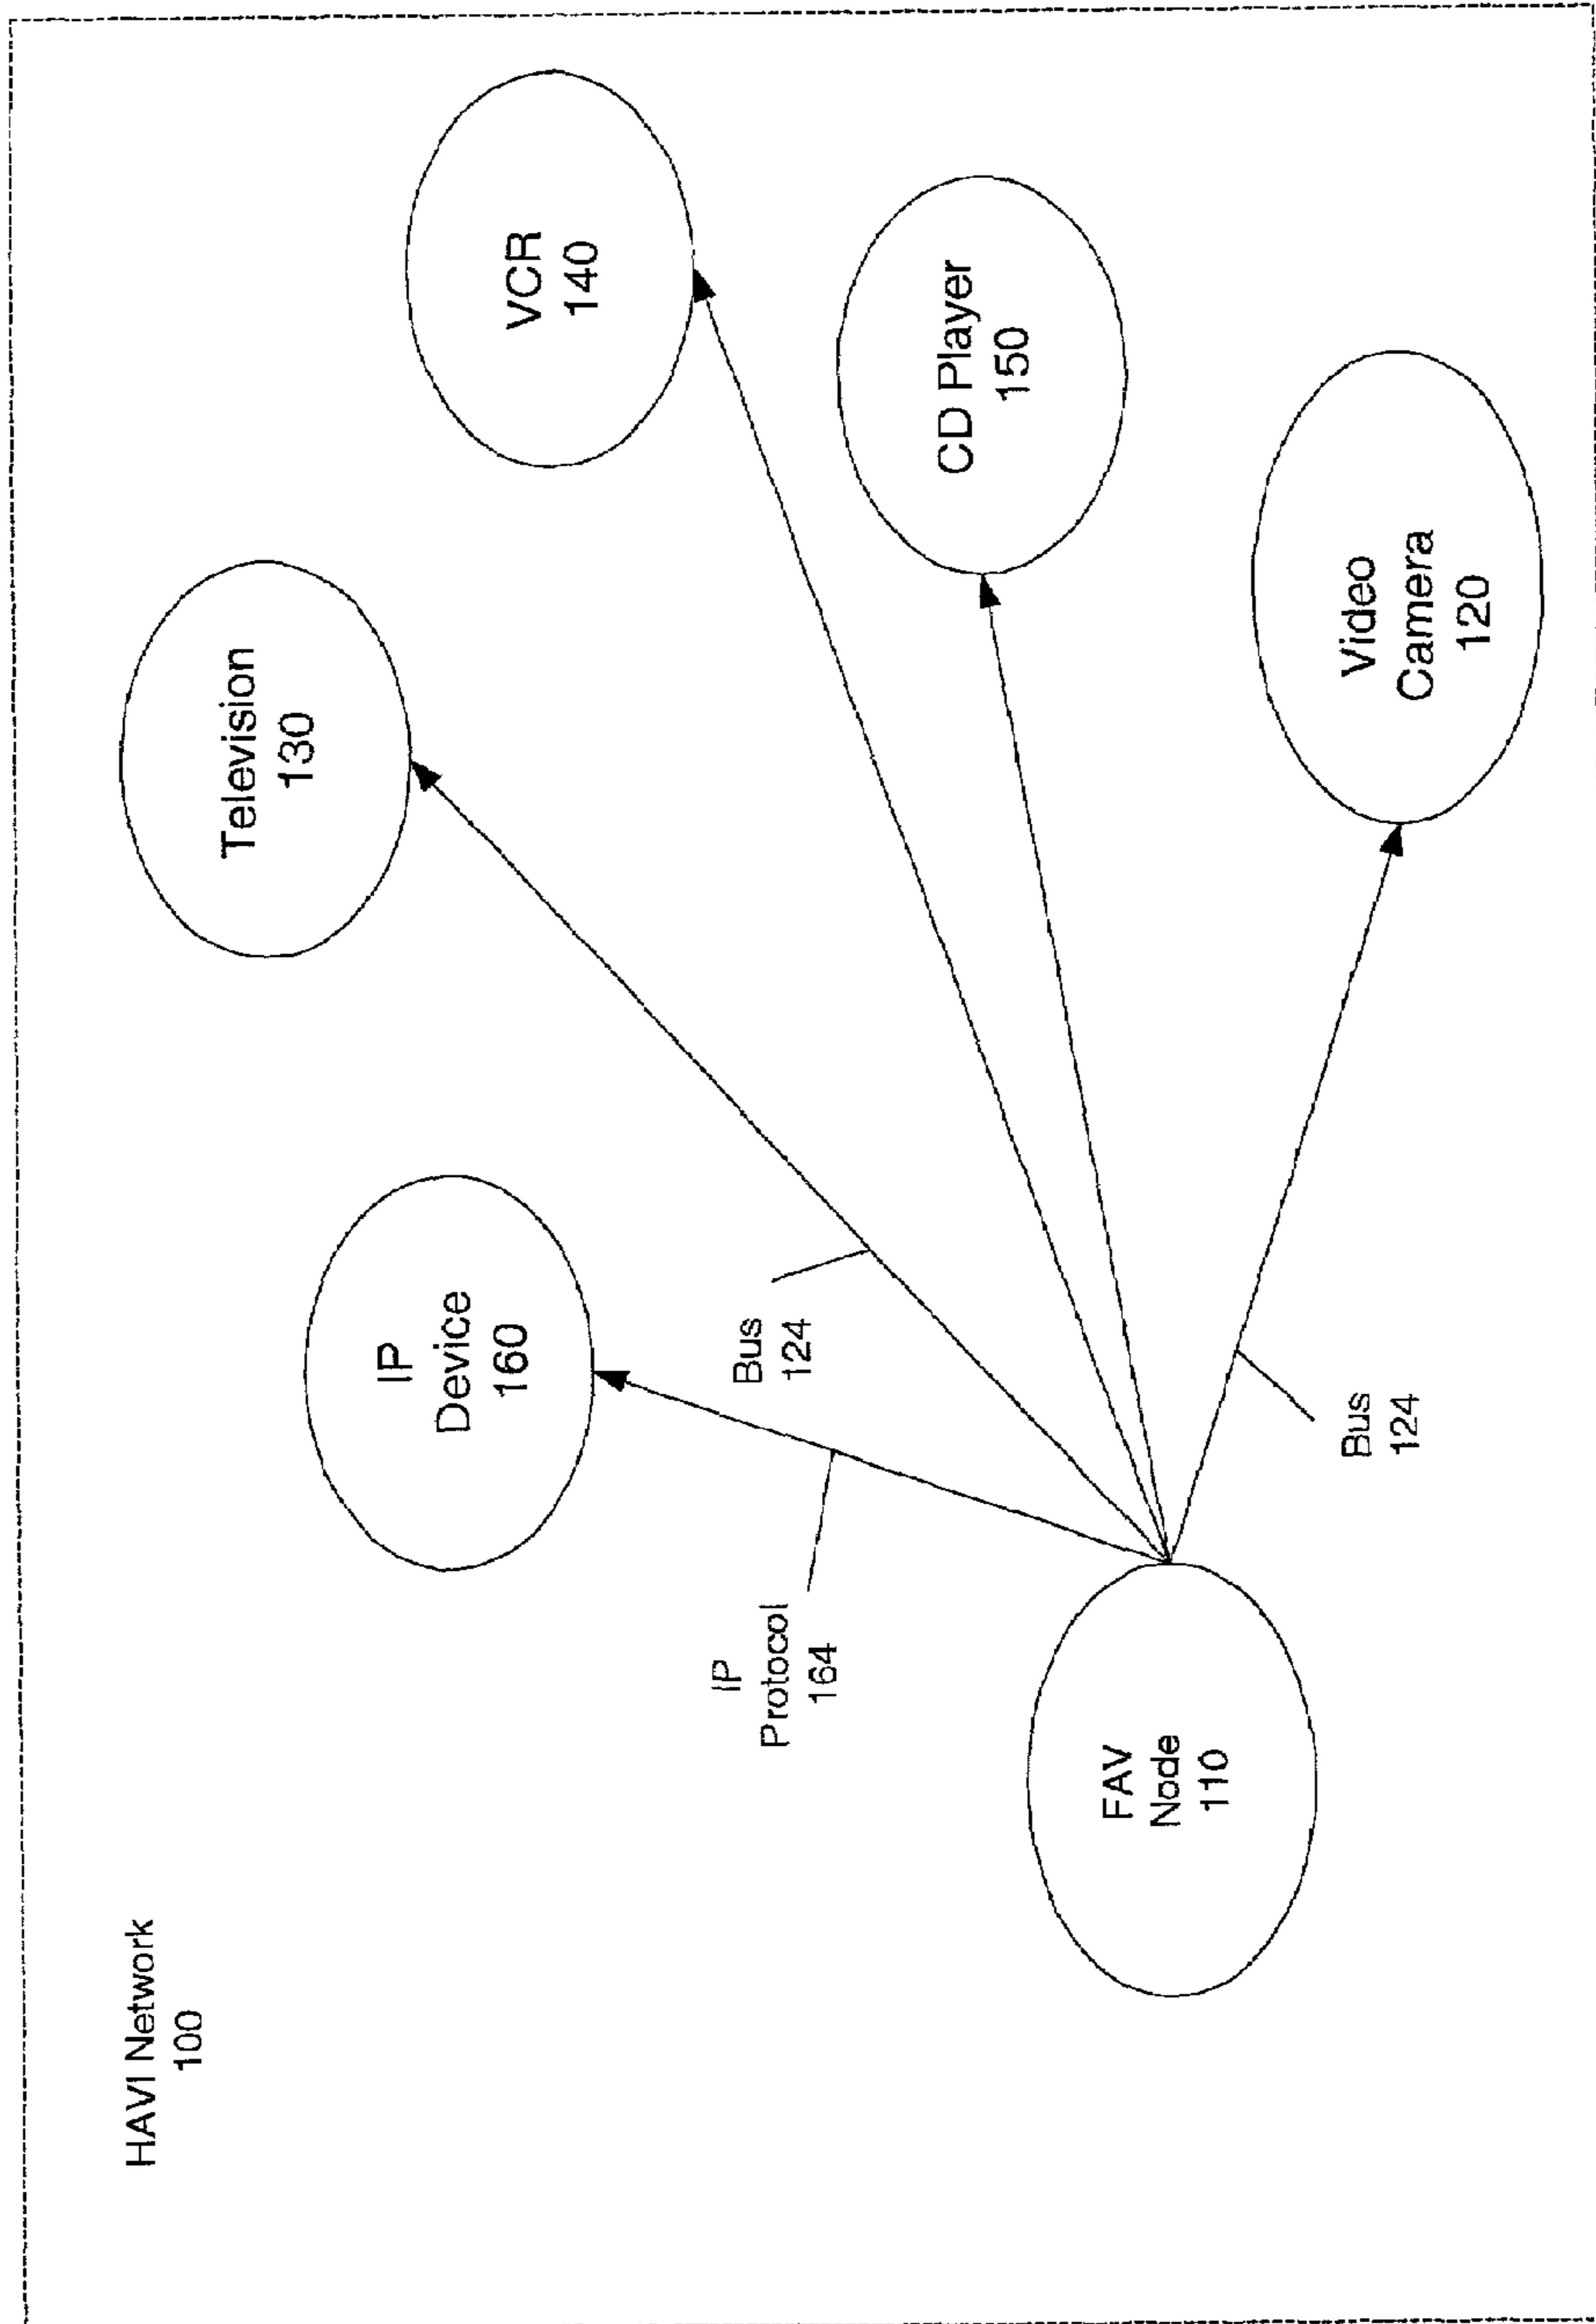 HAVI Network
100
IP
Device
160
Television
130
VCR
140
CD Player
150
Video
Camera
120
FAV
Node
110
IP
Protocol
164
Bus
124
Bus
124